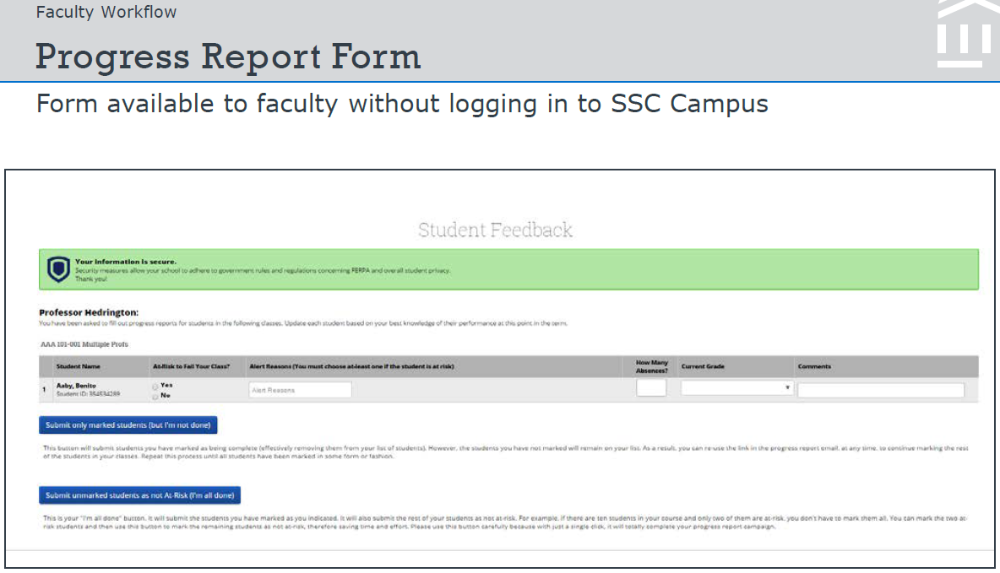 Faculty Workflow
Progress Report Form
Form available to faculty without logging in to SSC Campus
Student Feedback
Your information is secure.
Security measures allow your school to adhere to government rules and regulations concerning FERPA and overall student privacy.
Thank you!
Professor Hedrington:
You have been asked to fill out progress reports for students in the following classes. Update each student based on your best knowledge of their performance at this point in the term.
AAA 101-001 Multiple Profs
Student Name At-Risk to Fail Your Class? Alert Reasons (You must choose at-least one if the student is at risk) How Many Absences? Current Grade Comments
1 Aaby, Benito Yes Alert Reasons
Student ID: No
Submit only marked students (but I'm not done)
This button will submit students you have marked as being complete (effectively removing them from your list of students). However, the students you have not marked will remain on your list. As a result, you can re-use the link in the progress report email, at any time, to continue marking the rest
of the students in your classes. Repeat this process until all students have been marked in some form or fashion.
Submit unmarked students as not At-Risk (I'm all done)
This is your "I'm all done" button. It will submit the students you have marked as you indicated. It will also submit the rest of your students as not at-risk. For example, if there are ten students in your course and only two of them are at-risk, you don't have to mark them all. You can mark the two at-
risk students and then use this button to mark the remaining students as not at-risk, therefore saving time and effort. Please use this button carefully because with just a single click, it will totally complete your progress report campaign.